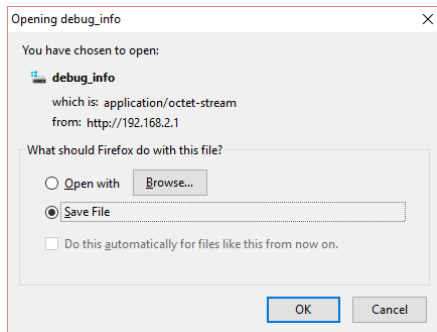 Opening debug_info
You have chosen to open:
debug_info
which is: application/octet-stream
from: http://192.168.2.1
What should Firefox do with this file?
Open with Browse...
Save File
Do this automatically for files like this from now on.
OK Cancel